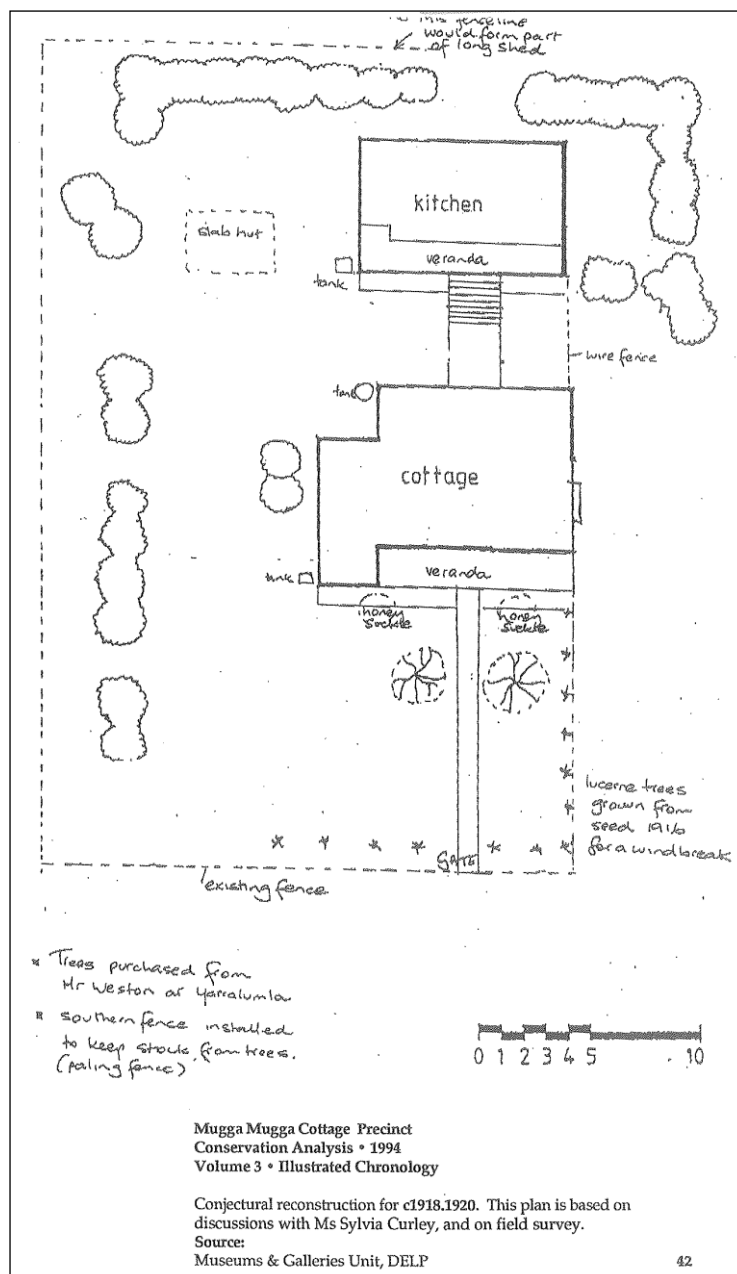 this fence line
would form part
of long shed
kitchen
slab hut
veranda
tank
wire fence
tank
cottage
veranda
tank
honey
suckle
honey
suckle
lucerne trees
grown from
seed 1916
for a windbreak
GATE
existing fence
* Trees purchased from
Mr Weston at Yarralumla
* southern fence installed
to keep stock from trees.
(paling fence)
0 1 2 3 4 5 10
Mugga Mugga Cottage Precinct
Conservation Analysis • 1994
Volume 3 • Illustrated Chronology
Conjectural reconstruction for c1918.1920. This plan is based on
discussions with Ms Sylvia Curley, and on field survey.
Source:
Museums & Galleries Unit, DELP
42